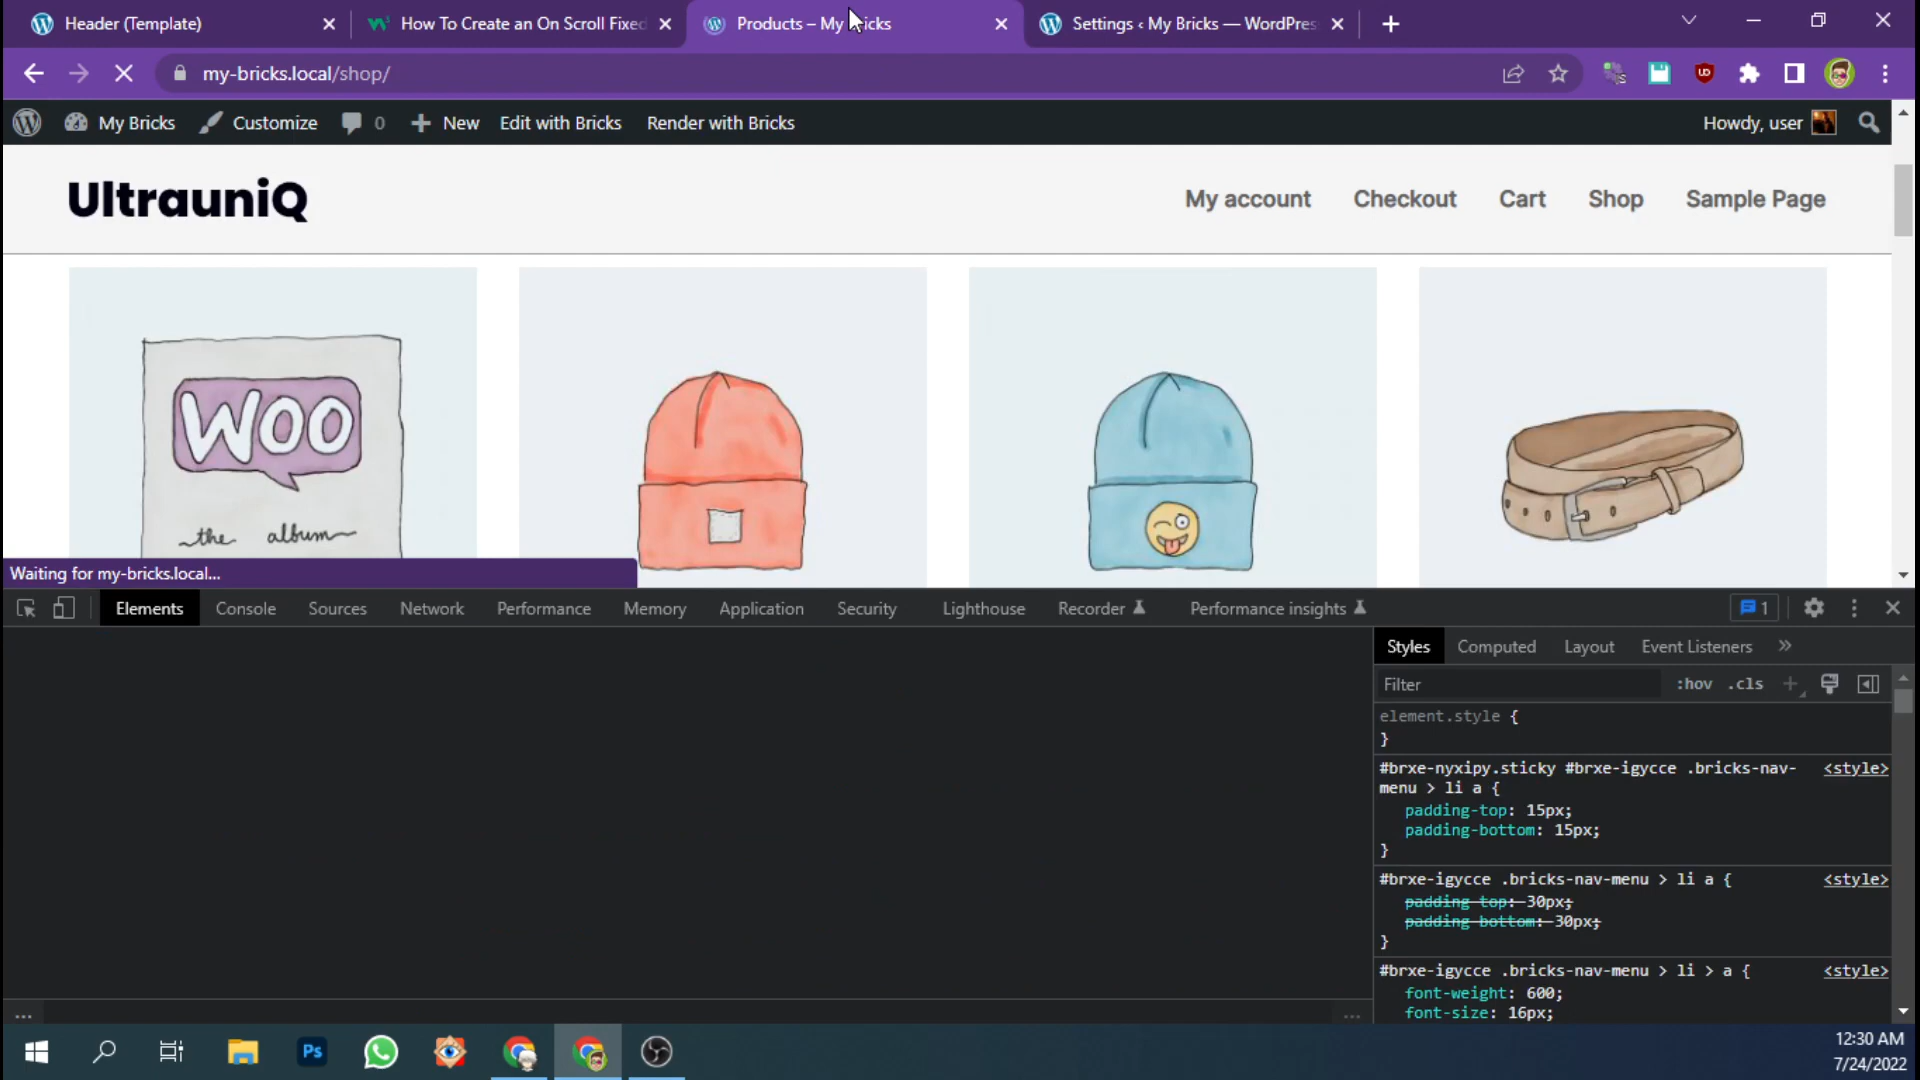 Header (Template)
How To Create an On Scroll Fixed
Products – My Bricks
Settings ‹ My Bricks — WordPres
my-bricks.local/shop/
My Bricks
Customize
0
New
Edit with Bricks
Render with Bricks
Howdy, user
UltrauniQ
My account
Checkout
Cart
Shop
Sample Page
WOO
the album
Waiting for my-bricks.local...
Elements
Console
Sources
Network
Performance
Memory
Application
Security
Lighthouse
Recorder
Performance insights
1
Styles
Computed
Layout
Event Listeners
Filter
:hov
.cls
element.style {
}
#brxe-nyxipy.sticky #brxe-igycce .bricks-nav- <style>
menu > li a {
padding-top: 15px;
padding-bottom: 15px;
}
#brxe-igycce .bricks-nav-menu > li a { <style>
padding-top: 30px;
padding-bottom: 30px;
}
#brxe-igycce .bricks-nav-menu > li > a { <style>
font-weight: 600;
font-size: 16px;
...
...
Ps
12:30 AM
7/24/2022